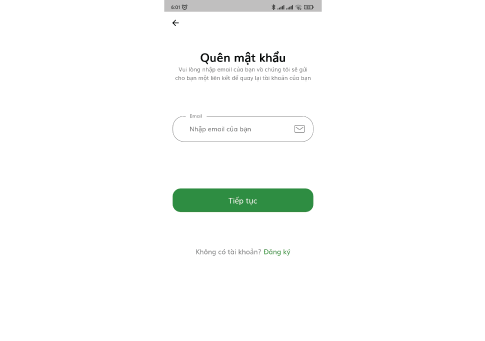 6:01
Quên mật khẩu
Vui lòng nhập email của bạn và chúng tôi sẽ gửi
cho bạn một liên kết để quay lại tài khoản của bạn
Email
Nhập email của bạn
Tiếp tục
Không có tài khoản? Đăng ký